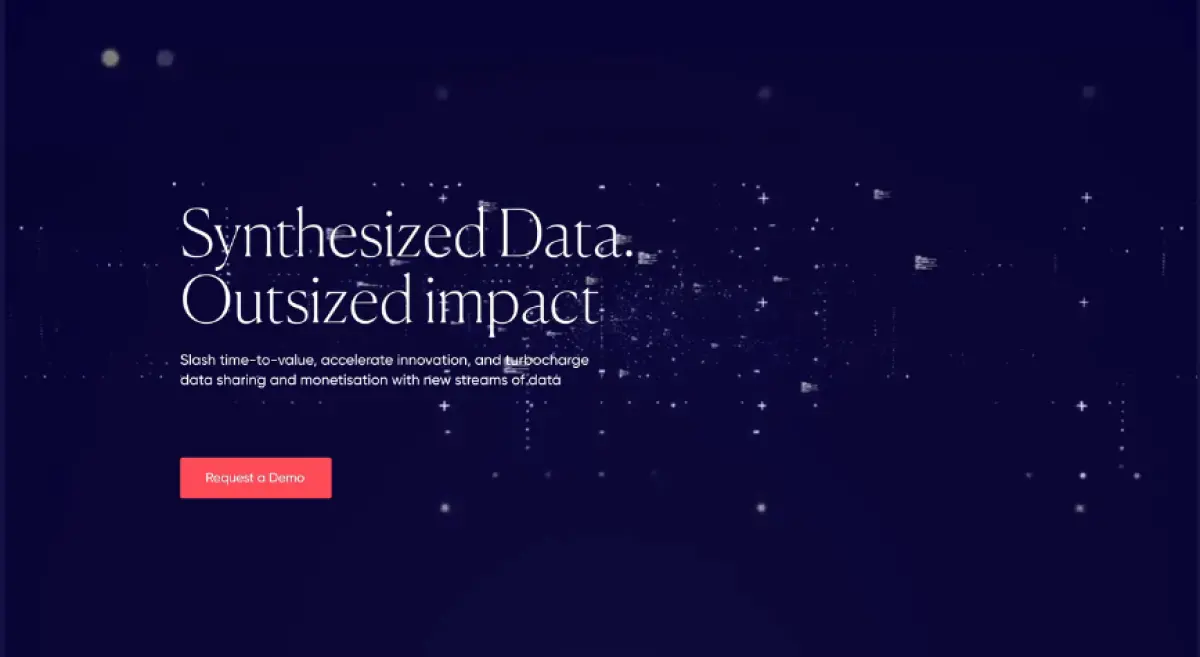 Synthesized Data.
Outsized impact
Slash time-to-value, accelerate innovation, and turbocharge
data sharing and monetisation with new streams of data
Request a Demo